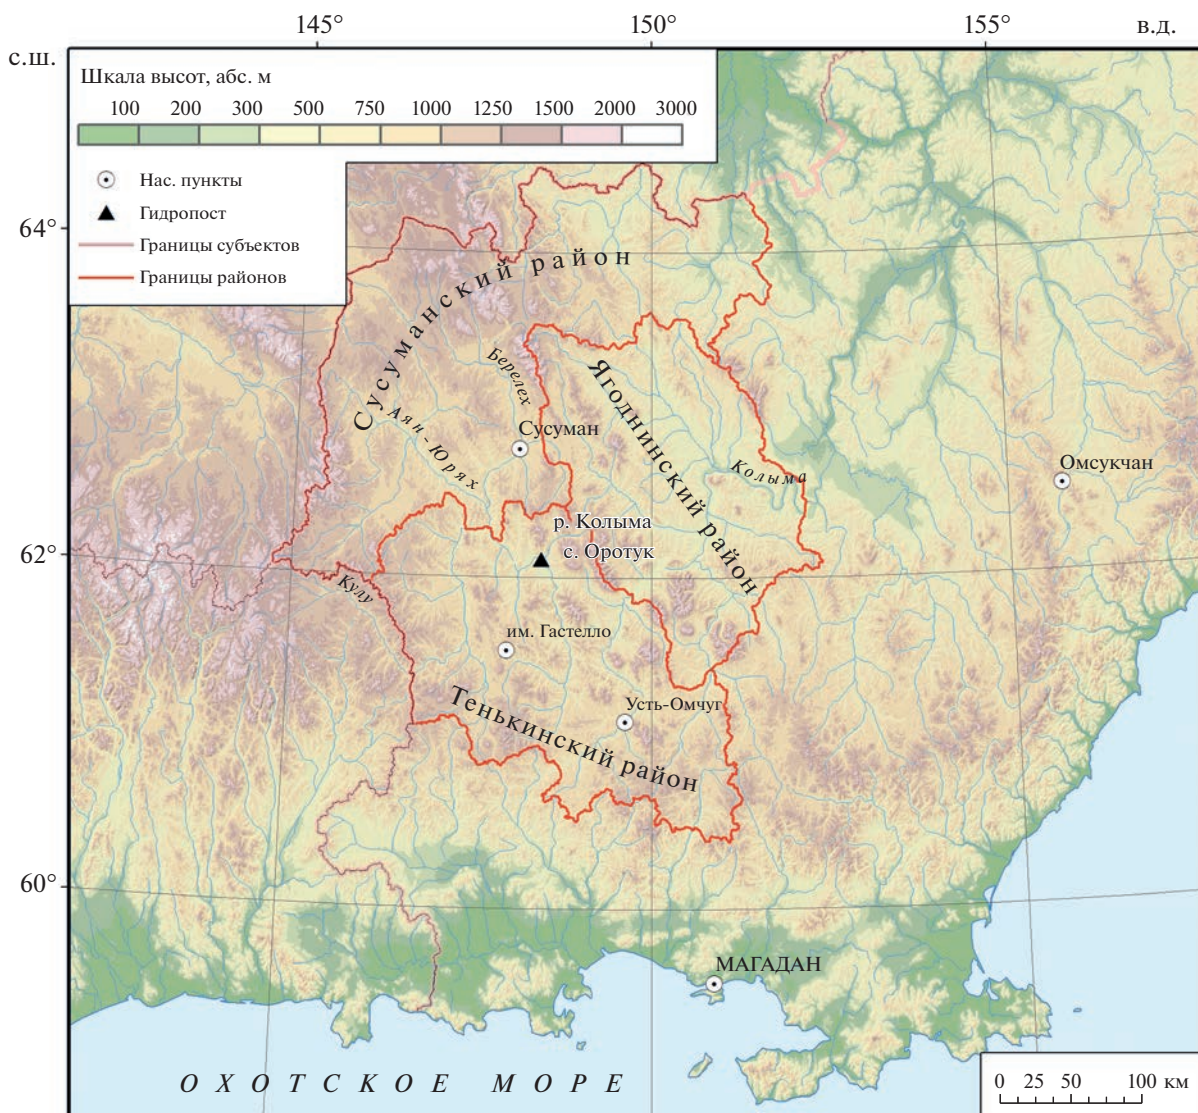 145° 150° 155° в.д.
с.ш.
Шкала высот, абс. м
100 200 300 500 750 1000 1250 1500 2000 3000
Нас. пункты
Гидропост
Границы субъектов
Границы районов
64°
62°
60°
Сусуманский район
Берелех
Ягоднинский район
Аян-Юрях
Сусуман
Колыма
Омсукчан
р. Колыма
с. Оротук
Кулу
им. Гастелло
Усть-Омчуг
Тенькинский район
МАГАДАН
ОХОТСКОЕ МОРЕ
0 25 50 100 км